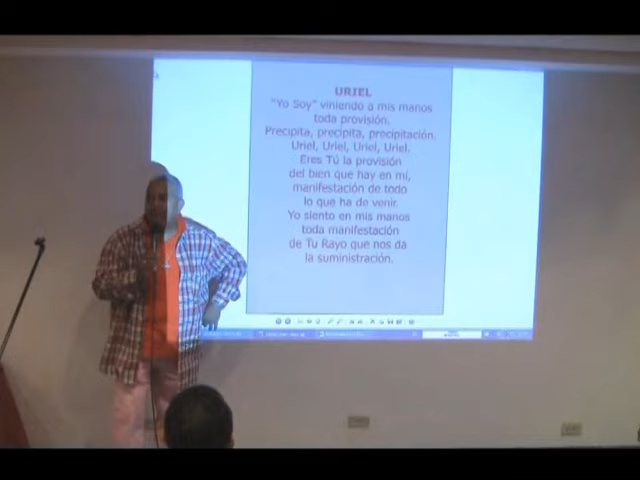 URIEL
"Yo Soy" viniendo a mis manos
toda provisión.
Precipita, precipita, precipitación,
Uriel, Uriel, Uriel, Uriel.
Eres Tú la provisión
del bien que hay en mí,
manifestación de todo
lo que ha de venir.
Yo siento en mis manos
toda manifestación
de Tu Rayo que nos da
la suministración.